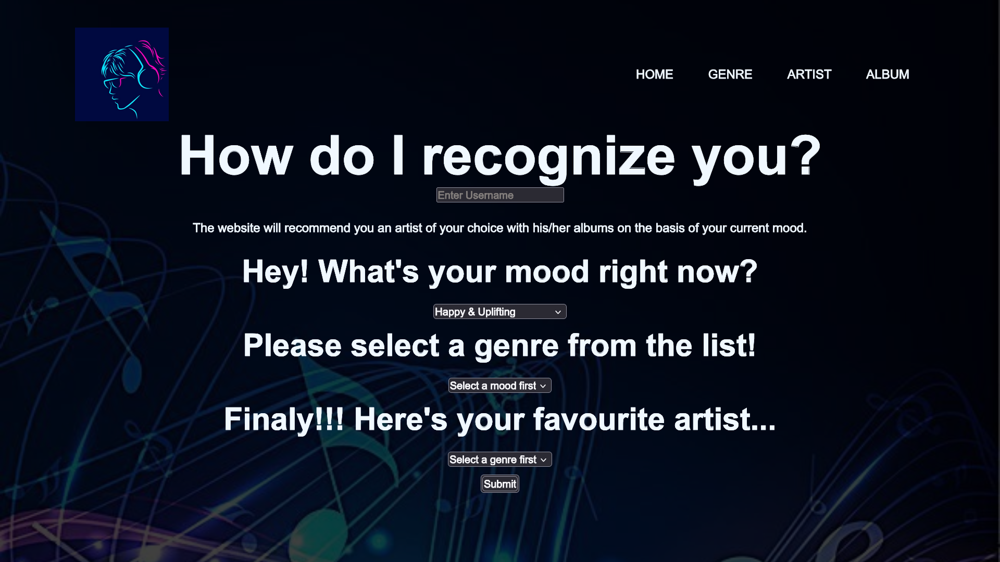 HOME GENRE ARTIST ALBUM
How do I recognize you?
Enter Username
The website will recommend you an artist of your choice with his/her albums on the basis of your current mood.
Hey! What's your mood right now?
Happy & Uplifting
Please select a genre from the list!
Select a mood first
Finaly!!! Here's your favourite artist...
Select a genre first
Submit